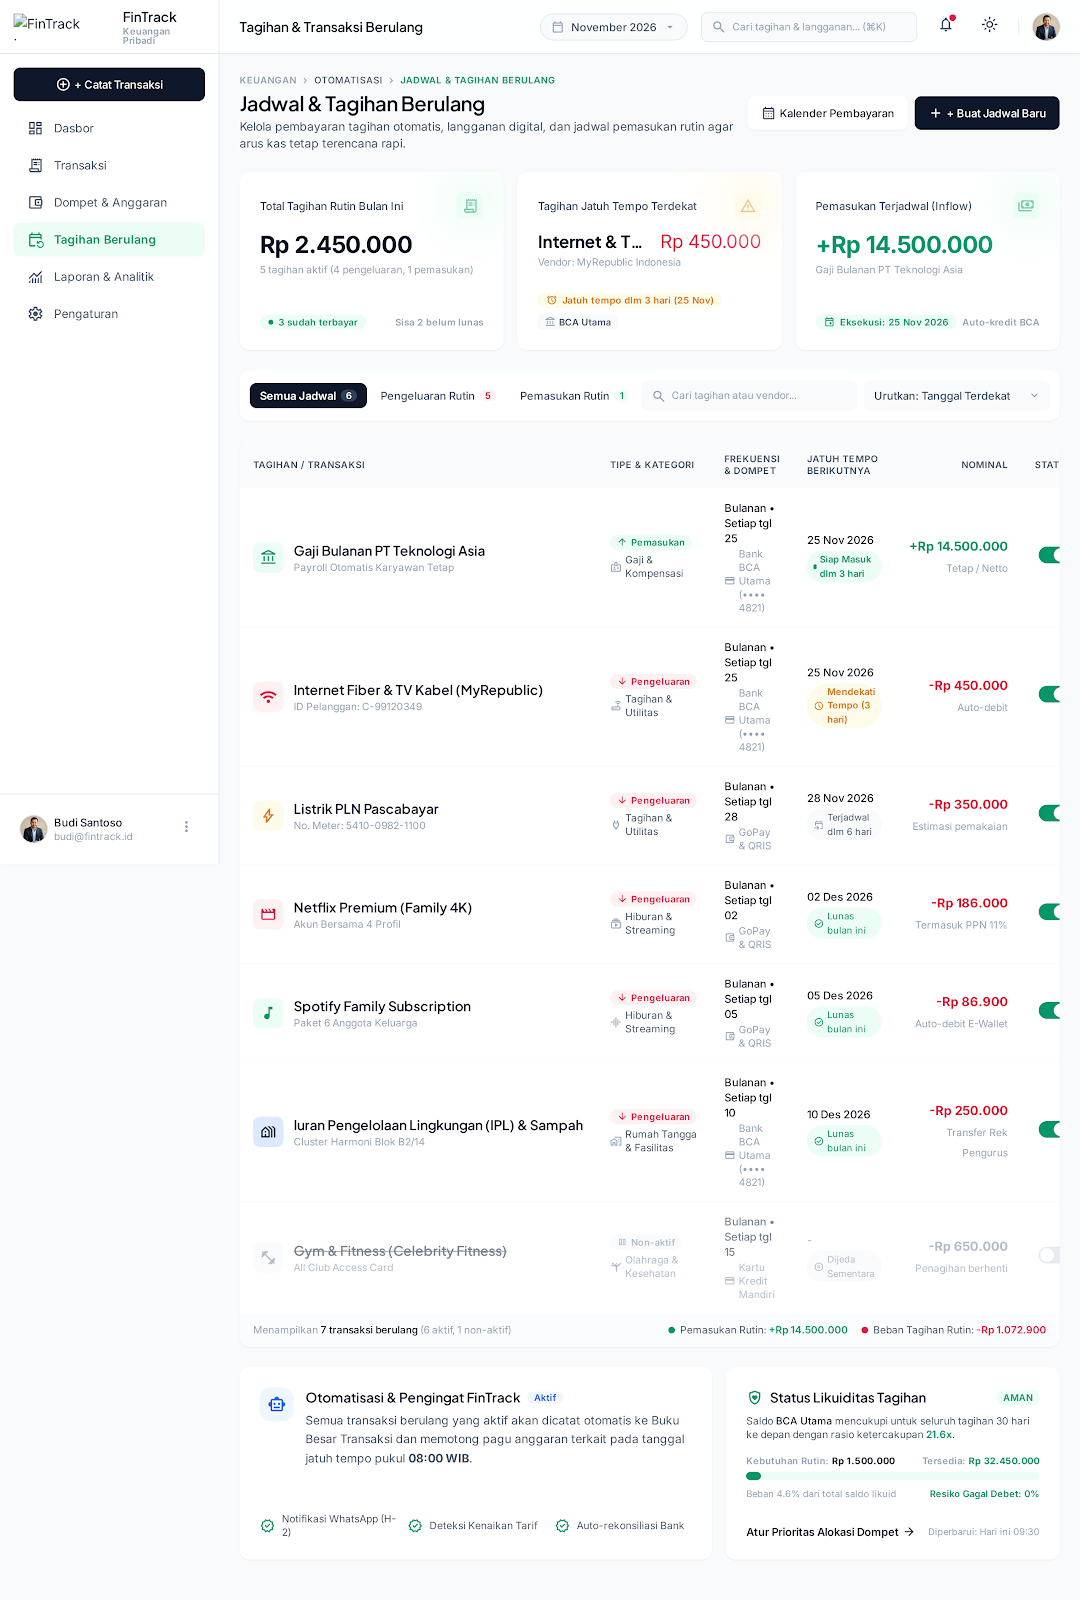 FinTrack
.
FinTrack
Keuangan
Pribadi
+ Catat Transaksi
Dasbor
Transaksi
Dompet & Anggaran
Tagihan Berulang
Laporan & Analitik
Pengaturan
Budi Santoso
budi@fintrack.id
Tagihan & Transaksi Berulang
November 2026
Cari tagihan & langganan... (⌘K)
KEUANGAN › OTOMATISASI › JADWAL & TAGIHAN BERULANG
Jadwal & Tagihan Berulang
Kelola pembayaran tagihan otomatis, langganan digital, dan jadwal pemasukan rutin agar
arus kas tetap terencana rapi.
Kalender Pembayaran
+ Buat Jadwal Baru
Total Tagihan Rutin Bulan Ini
Rp 2.450.000
5 tagihan aktif (4 pengeluaran, 1 pemasukan)
3 sudah terbayar
Sisa 2 belum lunas
Tagihan Jatuh Tempo Terdekat
Internet & T... Rp 450.000
Vendor: MyRepublic Indonesia
Jatuh tempo dlm 3 hari (25 Nov)
BCA Utama
Pemasukan Terjadwal (Inflow)
+Rp 14.500.000
Gaji Bulanan PT Teknologi Asia
Eksekusi: 25 Nov 2026
Auto-kredit BCA
Semua Jadwal 6
Pengeluaran Rutin 5
Pemasukan Rutin 1
Cari tagihan atau vendor...
Urutkan: Tanggal Terdekat
TAGIHAN / TRANSAKSI
TIPE & KATEGORI
FREKUENSI
& DOMPET
JATUH TEMPO
BERIKUTNYA
NOMINAL
STAT
Gaji Bulanan PT Teknologi Asia
Payroll Otomatis Karyawan Tetap
Pemasukan
Gaji &
Kompensasi
Bulanan •
Setiap tgl
25
Bank
BCA
Utama
(••••
4821)
25 Nov 2026
Siap Masuk
dlm 3 hari
+Rp 14.500.000
Tetap / Netto
Internet Fiber & TV Kabel (MyRepublic)
ID Pelanggan: C-99120349
Pengeluaran
Tagihan &
Utilitas
Bulanan •
Setiap tgl
25
Bank
BCA
Utama
(••••
4821)
25 Nov 2026
Mendekati
Tempo (3
hari)
-Rp 450.000
Auto-debit
Listrik PLN Pascabayar
No. Meter: 5410-0982-1100
Pengeluaran
Tagihan &
Utilitas
Bulanan •
Setiap tgl
28
GoPay
& QRIS
28 Nov 2026
Terjadwal
dlm 6 hari
-Rp 350.000
Estimasi pemakaian
Netflix Premium (Family 4K)
Akun Bersama 4 Profil
Pengeluaran
Hiburan &
Streaming
Bulanan •
Setiap tgl
02
GoPay
& QRIS
02 Des 2026
Lunas
bulan ini
-Rp 186.000
Termasuk PPN 11%
Spotify Family Subscription
Paket 6 Anggota Keluarga
Pengeluaran
Hiburan &
Streaming
Bulanan •
Setiap tgl
05
GoPay
& QRIS
05 Des 2026
Lunas
bulan ini
-Rp 86.900
Auto-debit E-Wallet
Iuran Pengelolaan Lingkungan (IPL) & Sampah
Cluster Harmoni Blok B2/14
Pengeluaran
Rumah Tangga
& Fasilitas
Bulanan •
Setiap tgl
10
Bank
BCA
Utama
(••••
4821)
10 Des 2026
Lunas
bulan ini
-Rp 250.000
Transfer Rek
Pengurus
Gym & Fitness (Celebrity Fitness)
All Club Access Card
Non-aktif
Olahraga &
Kesehatan
Bulanan •
Setiap tgl
15
Kartu
Kredit
Mandiri
-
Dijeda
Sementara
-Rp 650.000
Penagihan berhenti
Menampilkan 7 transaksi berulang (6 aktif, 1 non-aktif)
Pemasukan Rutin: +Rp 14.500.000
Beban Tagihan Rutin: -Rp 1.072.900
Otomatisasi & Pengingat FinTrack Aktif
Semua transaksi berulang yang aktif akan dicatat otomatis ke Buku
Besar Transaksi dan memotong pagu anggaran terkait pada tanggal
jatuh tempo pukul 08:00 WIB.
Notifikasi WhatsApp (H-
2)
Deteksi Kenaikan Tarif
Auto-rekonsiliasi Bank
Status Likuiditas Tagihan
AMAN
Saldo BCA Utama mencukupi untuk seluruh tagihan 30 hari
ke depan dengan rasio ketercakupan 21.6x.
Kebutuhan Rutin: Rp 1.500.000
Tersedia: Rp 32.450.000
Beban 4.6% dari total saldo likuid
Resiko Gagal Debet: 0%
Atur Prioritas Alokasi Dompet →
Diperbarui: Hari ini 09:30